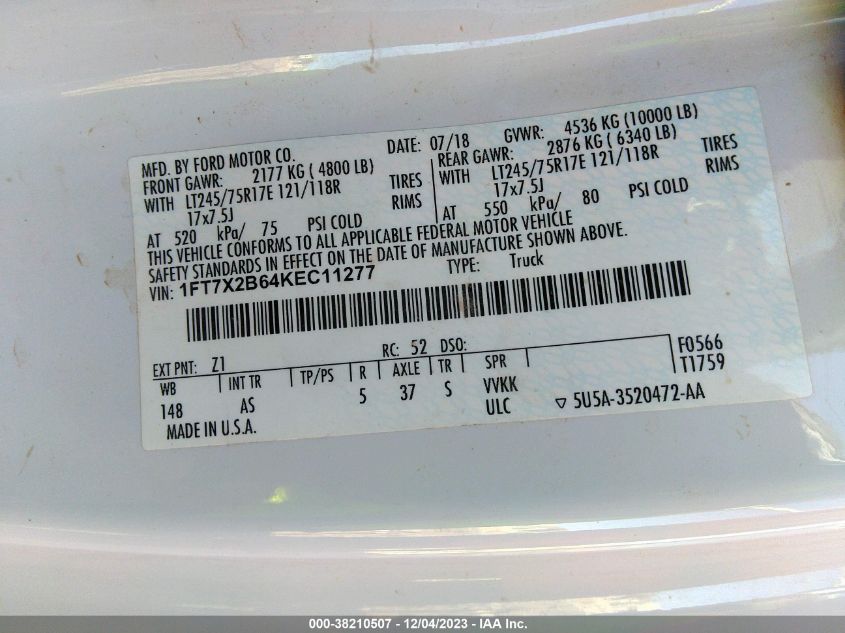 MFD. BY FORD MOTOR CO. DATE: 07/18 GVWR: 4536 KG (10000 LB)
FRONT GAWR: 2177 KG ( 4800 LB) REAR GAWR: 2876 KG ( 6340 LB)
WITH LT245/75R17E 121/118R TIRES WITH LT245/75R17E 121/118R TIRES
17x7.5J RIMS 17x7.5J RIMS
AT 520 kPa/ 75 PSI COLD AT 550 kPa/ 80 PSI COLD
THIS VEHICLE CONFORMS TO ALL APPLICABLE FEDERAL MOTOR VEHICLE
SAFETY STANDARDS IN EFFECT ON THE DATE OF MANUFACTURE SHOWN ABOVE.
VIN: 1FT7X2B64KEC11277 TYPE: Truck
EXT PNT: Z1 RC: 52 DSO: F0566
WB INT TR TP/PS R AXLE TR SPR T1759
148 AS 5 37 S VVKK
ULC ▽ 5U5A-3520472-AA
MADE IN U.S.A.
000-38210507 - 12/04/2023 - IAA Inc.